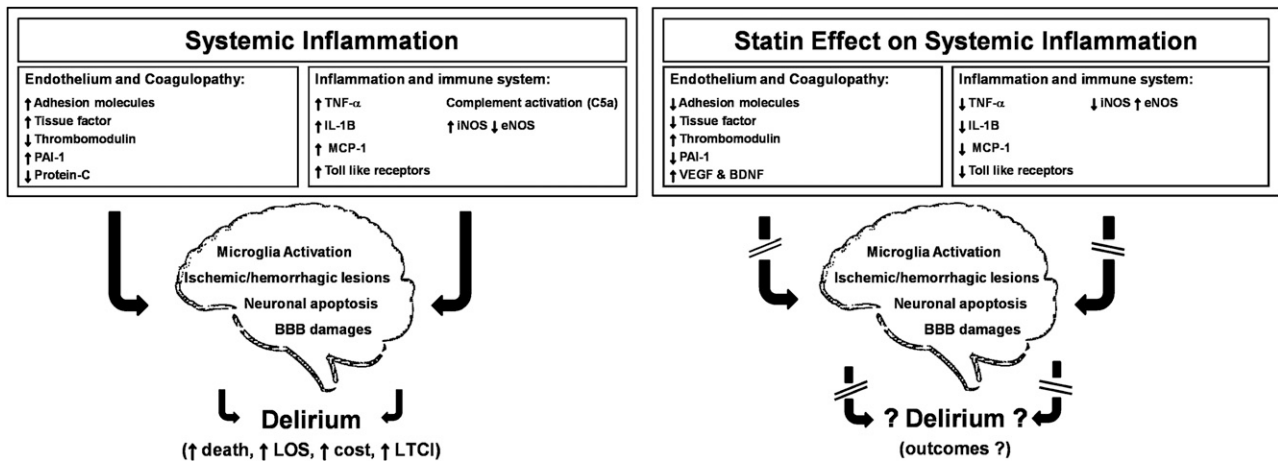 Systemic Inflammation
Endothelium and Coagulopathy:
↑ Adhesion molecules
↑ Tissue factor
↓ Thrombomodulin
↑ PAI-1
↓ Protein-C
Inflammation and immune system:
↑ TNF-α
↑ IL-1B
↑ MCP-1
↑ Toll like receptors
Complement activation (C5a)
↑ iNOS ↓ eNOS
Microglia Activation
Ischemic/hemorrhagic lesions
Neuronal apoptosis
BBB damages
Delirium
(↑ death, ↑ LOS, ↑ cost, ↑ LTCI)
Statin Effect on Systemic Inflammation
Endothelium and Coagulopathy:
↓ Adhesion molecules
↓ Tissue factor
↑ Thrombomodulin
↓ PAI-1
↑ VEGF & BDNF
Inflammation and immune system:
↓ TNF-α
↓ IL-1B
↓ MCP-1
↓ Toll like receptors
↓ iNOS ↑ eNOS
Microglia Activation
Ischemic/hemorrhagic lesions
Neuronal apoptosis
BBB damages
? Delirium ?
(outcomes ?)